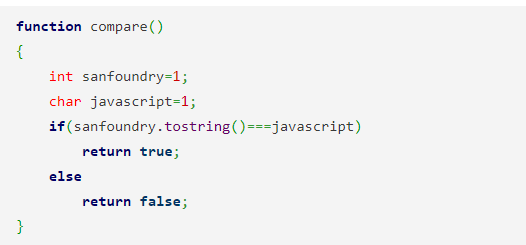 function compare()
{
    int sanfoundry=1;
    char javascript=1;
    if(sanfoundry.tostring()===javascript)
        return true;
    else
        return false;
}